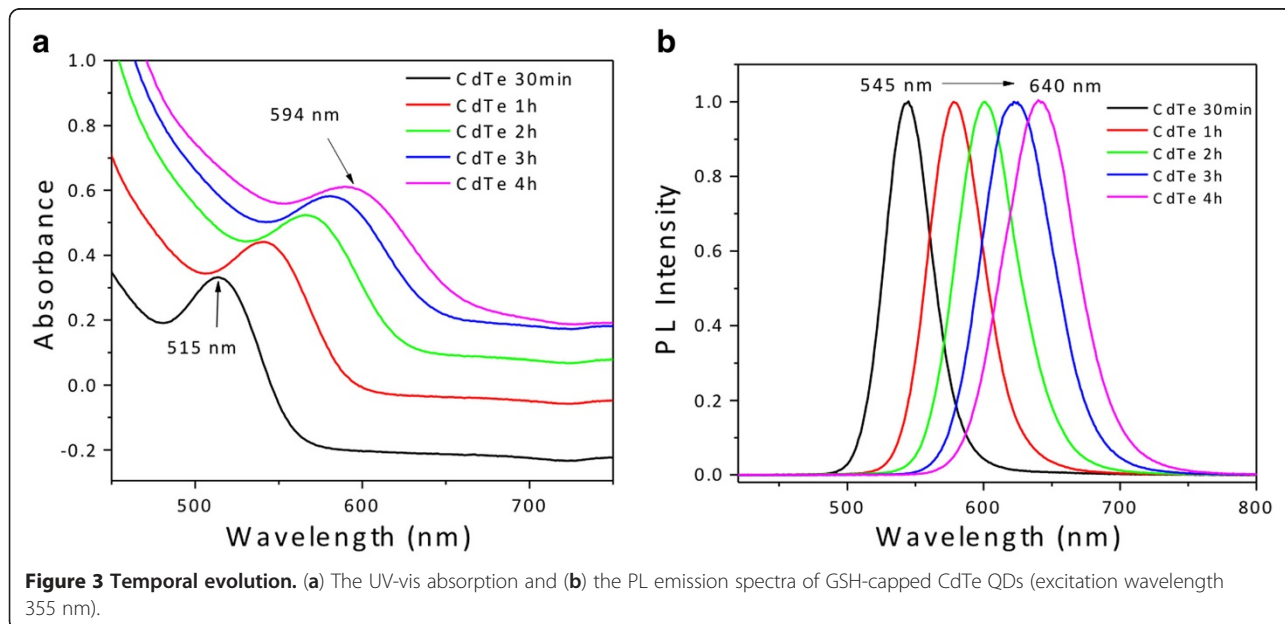 a
Absorbance
1.0
0.8
0.6
0.4
0.2
0.0
-0.2
CdTe 30min
CdTe 1h
CdTe 2h
CdTe 3h
CdTe 4h
594 nm
515 nm
500
600
700
Wavelength (nm)
b
PL Intensity
1.0
0.8
0.6
0.4
0.2
0.0
545 nm
640 nm
CdTe 30min
CdTe 1h
CdTe 2h
CdTe 3h
CdTe 4h
500
600
700
800
Wavelength (nm)
Figure 3 Temporal evolution. (a) The UV-vis absorption and (b) the PL emission spectra of GSH-capped CdTe QDs (excitation wavelength
355 nm).